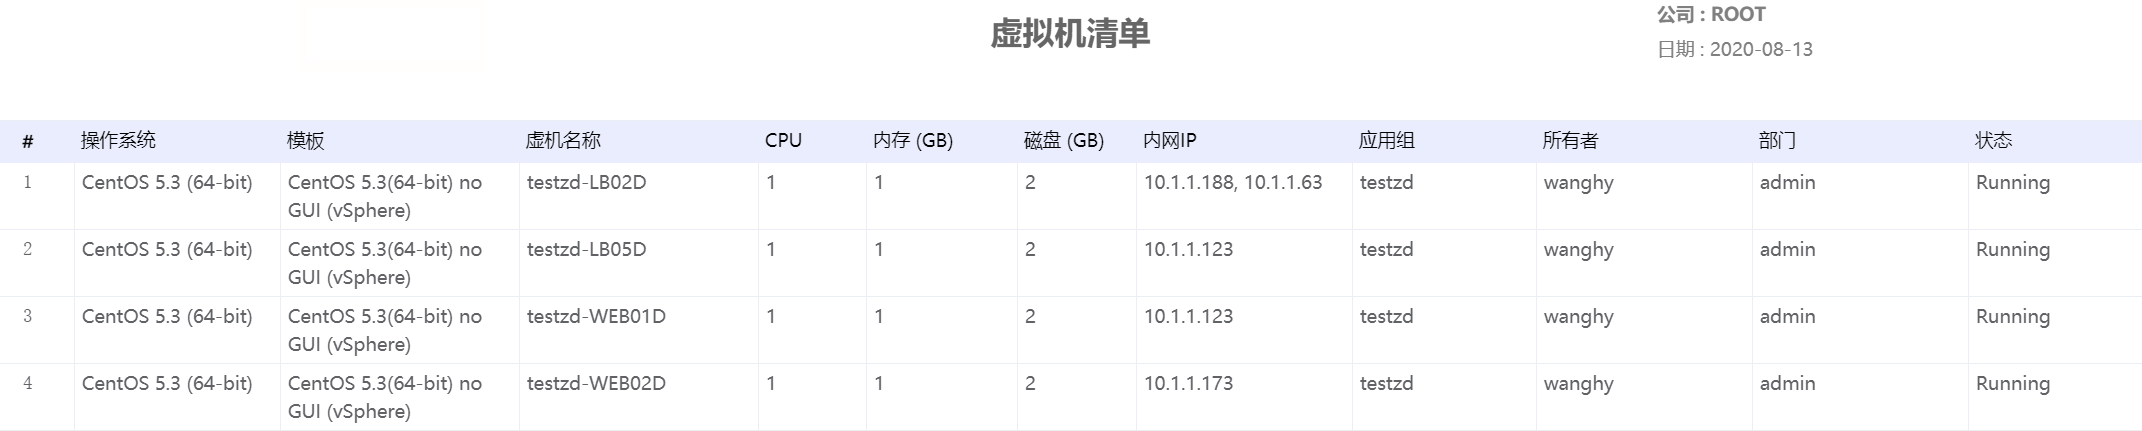 虚拟机清单
公司 : ROOT
日期 : 2020-08-13
# 操作系统 模板 虚机名称 CPU 内存 (GB) 磁盘 (GB) 内网IP 应用组 所有者 部门 状态
1 CentOS 5.3 (64-bit) CentOS 5.3(64-bit) no testzd-LB02D 1 1 2 10.1.1.188, 10.1.1.63 testzd wanghy admin Running
GUI (vSphere)
2 CentOS 5.3 (64-bit) CentOS 5.3(64-bit) no testzd-LB05D 1 1 2 10.1.1.123 testzd wanghy admin Running
GUI (vSphere)
3 CentOS 5.3 (64-bit) CentOS 5.3(64-bit) no testzd-WEB01D 1 1 2 10.1.1.123 testzd wanghy admin Running
GUI (vSphere)
4 CentOS 5.3 (64-bit) CentOS 5.3(64-bit) no testzd-WEB02D 1 1 2 10.1.1.173 testzd wanghy admin Running
GUI (vSphere)